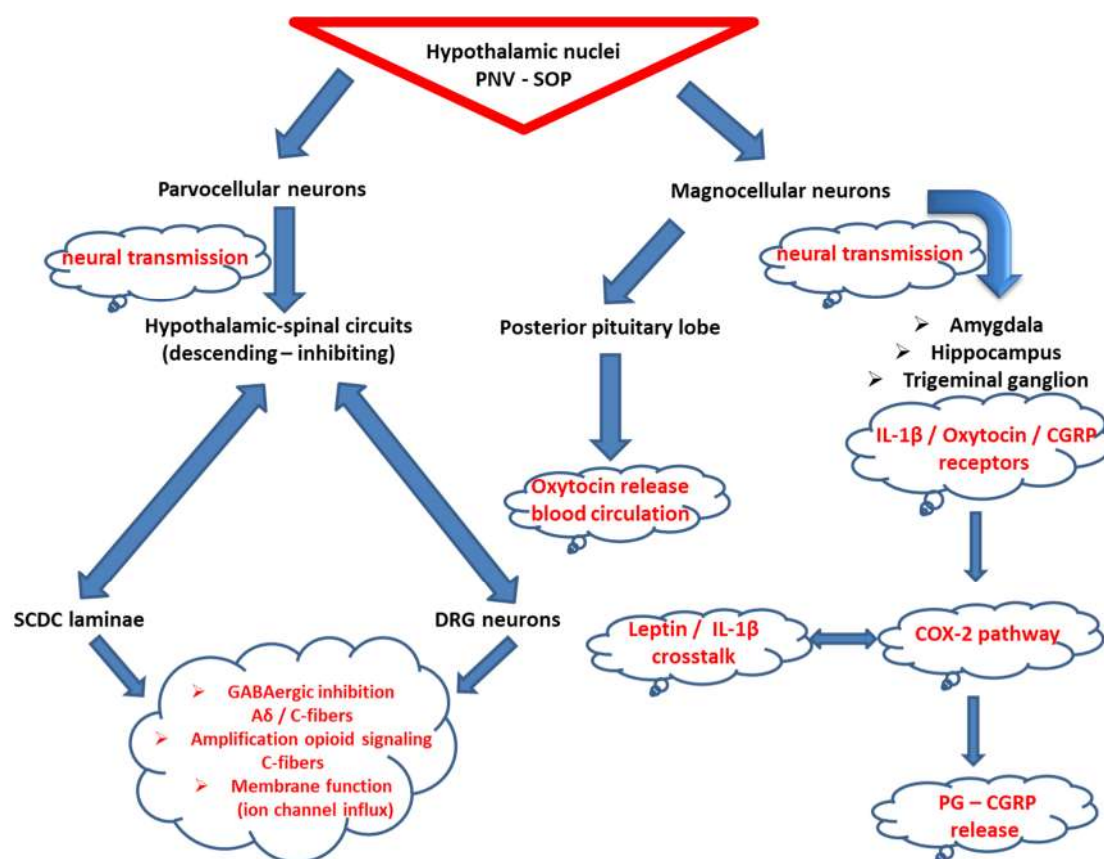 Hypothalamic nuclei
PNV - SOP
Parvocellular neurons
Magnocellular neurons
neural transmission
neural transmission
Hypothalamic-spinal circuits
(descending – inhibiting)
Posterior pituitary lobe
➢ Amygdala
➢ Hippocampus
➢ Trigeminal ganglion
IL-1β / Oxytocin / CGRP
receptors
Oxytocin release
blood circulation
SCDC laminae
DRG neurons
Leptin / IL-1β
crosstalk
COX-2 pathway
➢ GABAergic inhibition
Aδ / C-fibers
➢ Amplification opioid signaling
C-fibers
➢ Membrane function
(ion channel influx)
PG – CGRP
release